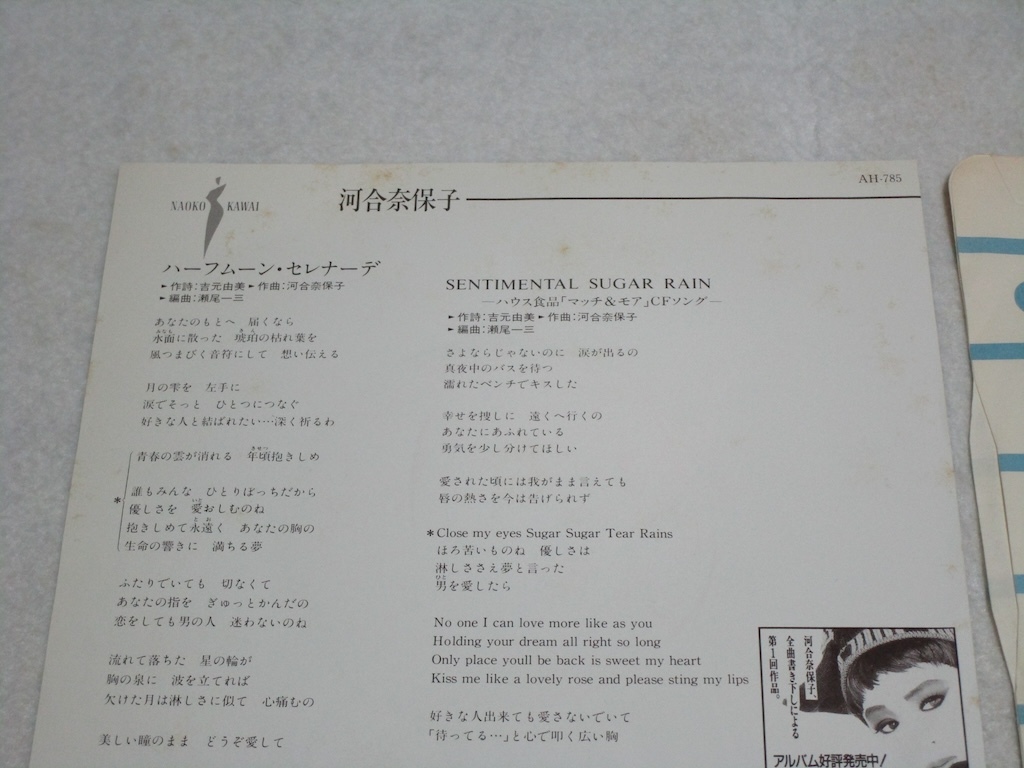 NAOKO KAWAI
河合奈保子
AH-785
ハーフムーン・セレナーデ
►作詩:吉元由美►作曲:河合奈保子
►編曲:瀬尾一三
あなたのもとへ 届くなら
水面に散った 琥珀の枯れ葉を
風つまびく音符にして 想い伝える
月の雫を 左手に
涙でそっと ひとつにつなぐ
好きな人と結ばれたい…深く祈るわ
青春の雲が消れる 年頃抱きしめ
*誰もみんな ひとりぼっちだから
優しさを 愛おしむのね
抱きしめて永遠く あなたの胸の
生命の響きに 満ちる夢
ふたりでいても 切なくて
あなたの指を ぎゅっとかんだの
恋をしても男の人 迷わないのね
流れて落ちた 星の輪が
胸の泉に 波を立てれば
欠けた月は淋しさに似て 心痛むの
美しい瞳のまま どうぞ愛して
SENTIMENTAL SUGAR RAIN
—ハウス食品「マッチ&モア」CFソング—
►作詩:吉元由美►作曲:河合奈保子
►編曲:瀬尾一三
さよならじゃないのに 涙が出るの
真夜中のバスを待つ
濡れたベンチでキスした
幸せを捜しに 遠くへ行くの
あなたにあふれている
勇気を少し分けてほしい
愛された頃には我がまま言えても
唇の熱さを今は告げられず
*Close my eyes Sugar Sugar Tear Rains
ほろ苦いものね 優しさは
淋しささえ夢と言った
男を愛したら
No one I can love more like as you
Holding your dream all right so long
Only place youll be back is sweet my heart
Kiss me like a lovely rose and please sting my lips
好きな人出来ても愛さないでいて
「待ってる…」と心で叩く広い胸
河合奈保子、
全曲書き下しによる
第1回作品。
アルバム好評発売中!